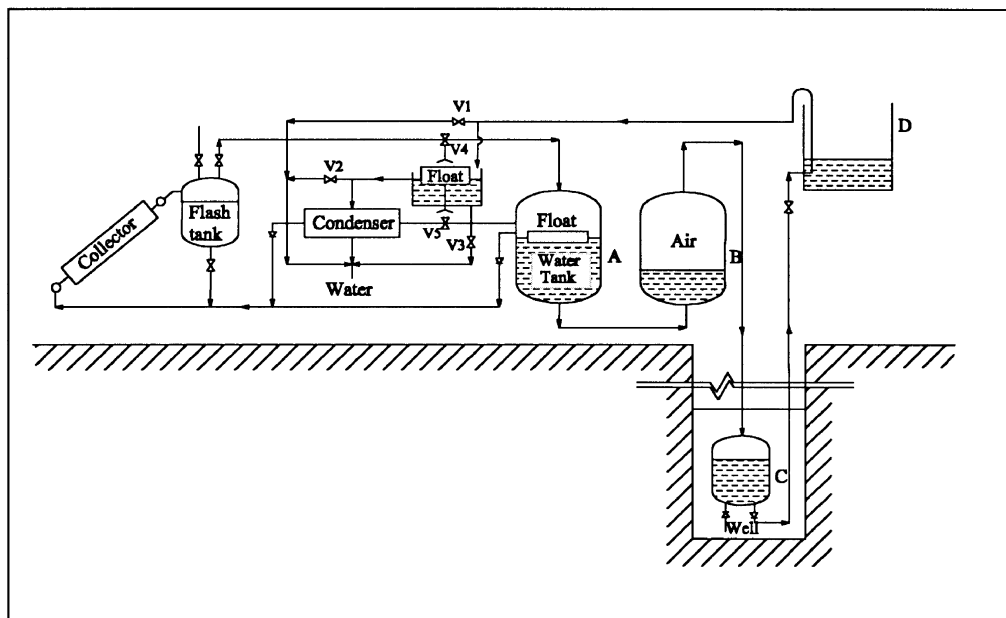 V1
D
V4
V2
Float
Flash
tank
Collector
Condenser
V5
V3
Float
A
Water
Tank
Air
B
Water
C
Well